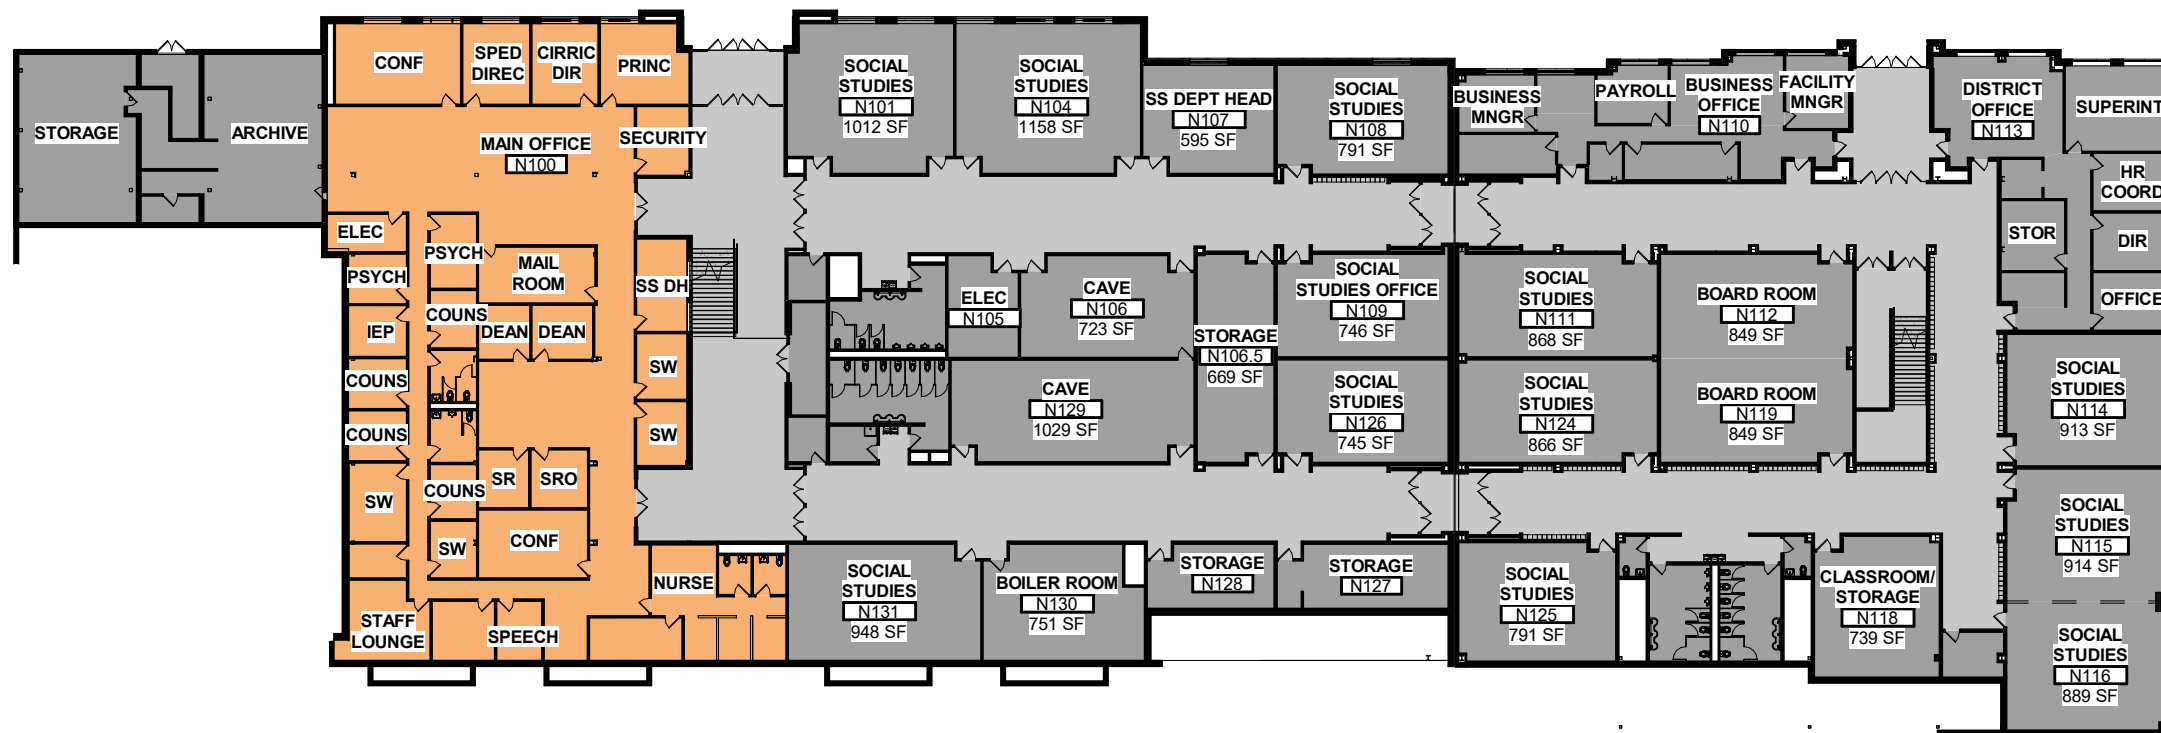 STORAGE
ARCHIVE
CONF
SPED
DIREC
CIRRIC
DIR
PRINC
SECURITY
MAIN OFFICE
N100
ELEC
PSYCH
PSYCH
MAIL
ROOM
IEP
COUNS
DEAN
DEAN
SS DH
COUNS
SW
COUNS
SW
SW
COUNS
SR
SRO
SW
CONF
STAFF
LOUNGE
SPEECH
NURSE
SOCIAL
STUDIES
N101
1012 SF
SOCIAL
STUDIES
N104
1158 SF
SS DEPT HEAD
N107
595 SF
SOCIAL
STUDIES
N108
791 SF
BUSINESS
MNGR
PAYROLL
BUSINESS
OFFICE
N110
FACILITY
MNGR
DISTRICT
OFFICE
N113
SUPERINT
HR
COORD
STOR
DIR
OFFICE
ELEC
N105
CAVE
N106
723 SF
STORAGE
N106.5
669 SF
SOCIAL
STUDIES OFFICE
N109
746 SF
SOCIAL
STUDIES
N111
868 SF
BOARD ROOM
N112
849 SF
CAVE
N129
1029 SF
SOCIAL
STUDIES
N126
745 SF
SOCIAL
STUDIES
N124
866 SF
BOARD ROOM
N119
849 SF
SOCIAL
STUDIES
N114
913 SF
SOCIAL
STUDIES
N115
914 SF
SOCIAL
STUDIES
N131
948 SF
BOILER ROOM
N130
751 SF
STORAGE
N128
STORAGE
N127
SOCIAL
STUDIES
N125
791 SF
CLASSROOM/
STORAGE
N118
739 SF
SOCIAL
STUDIES
N116
889 SF